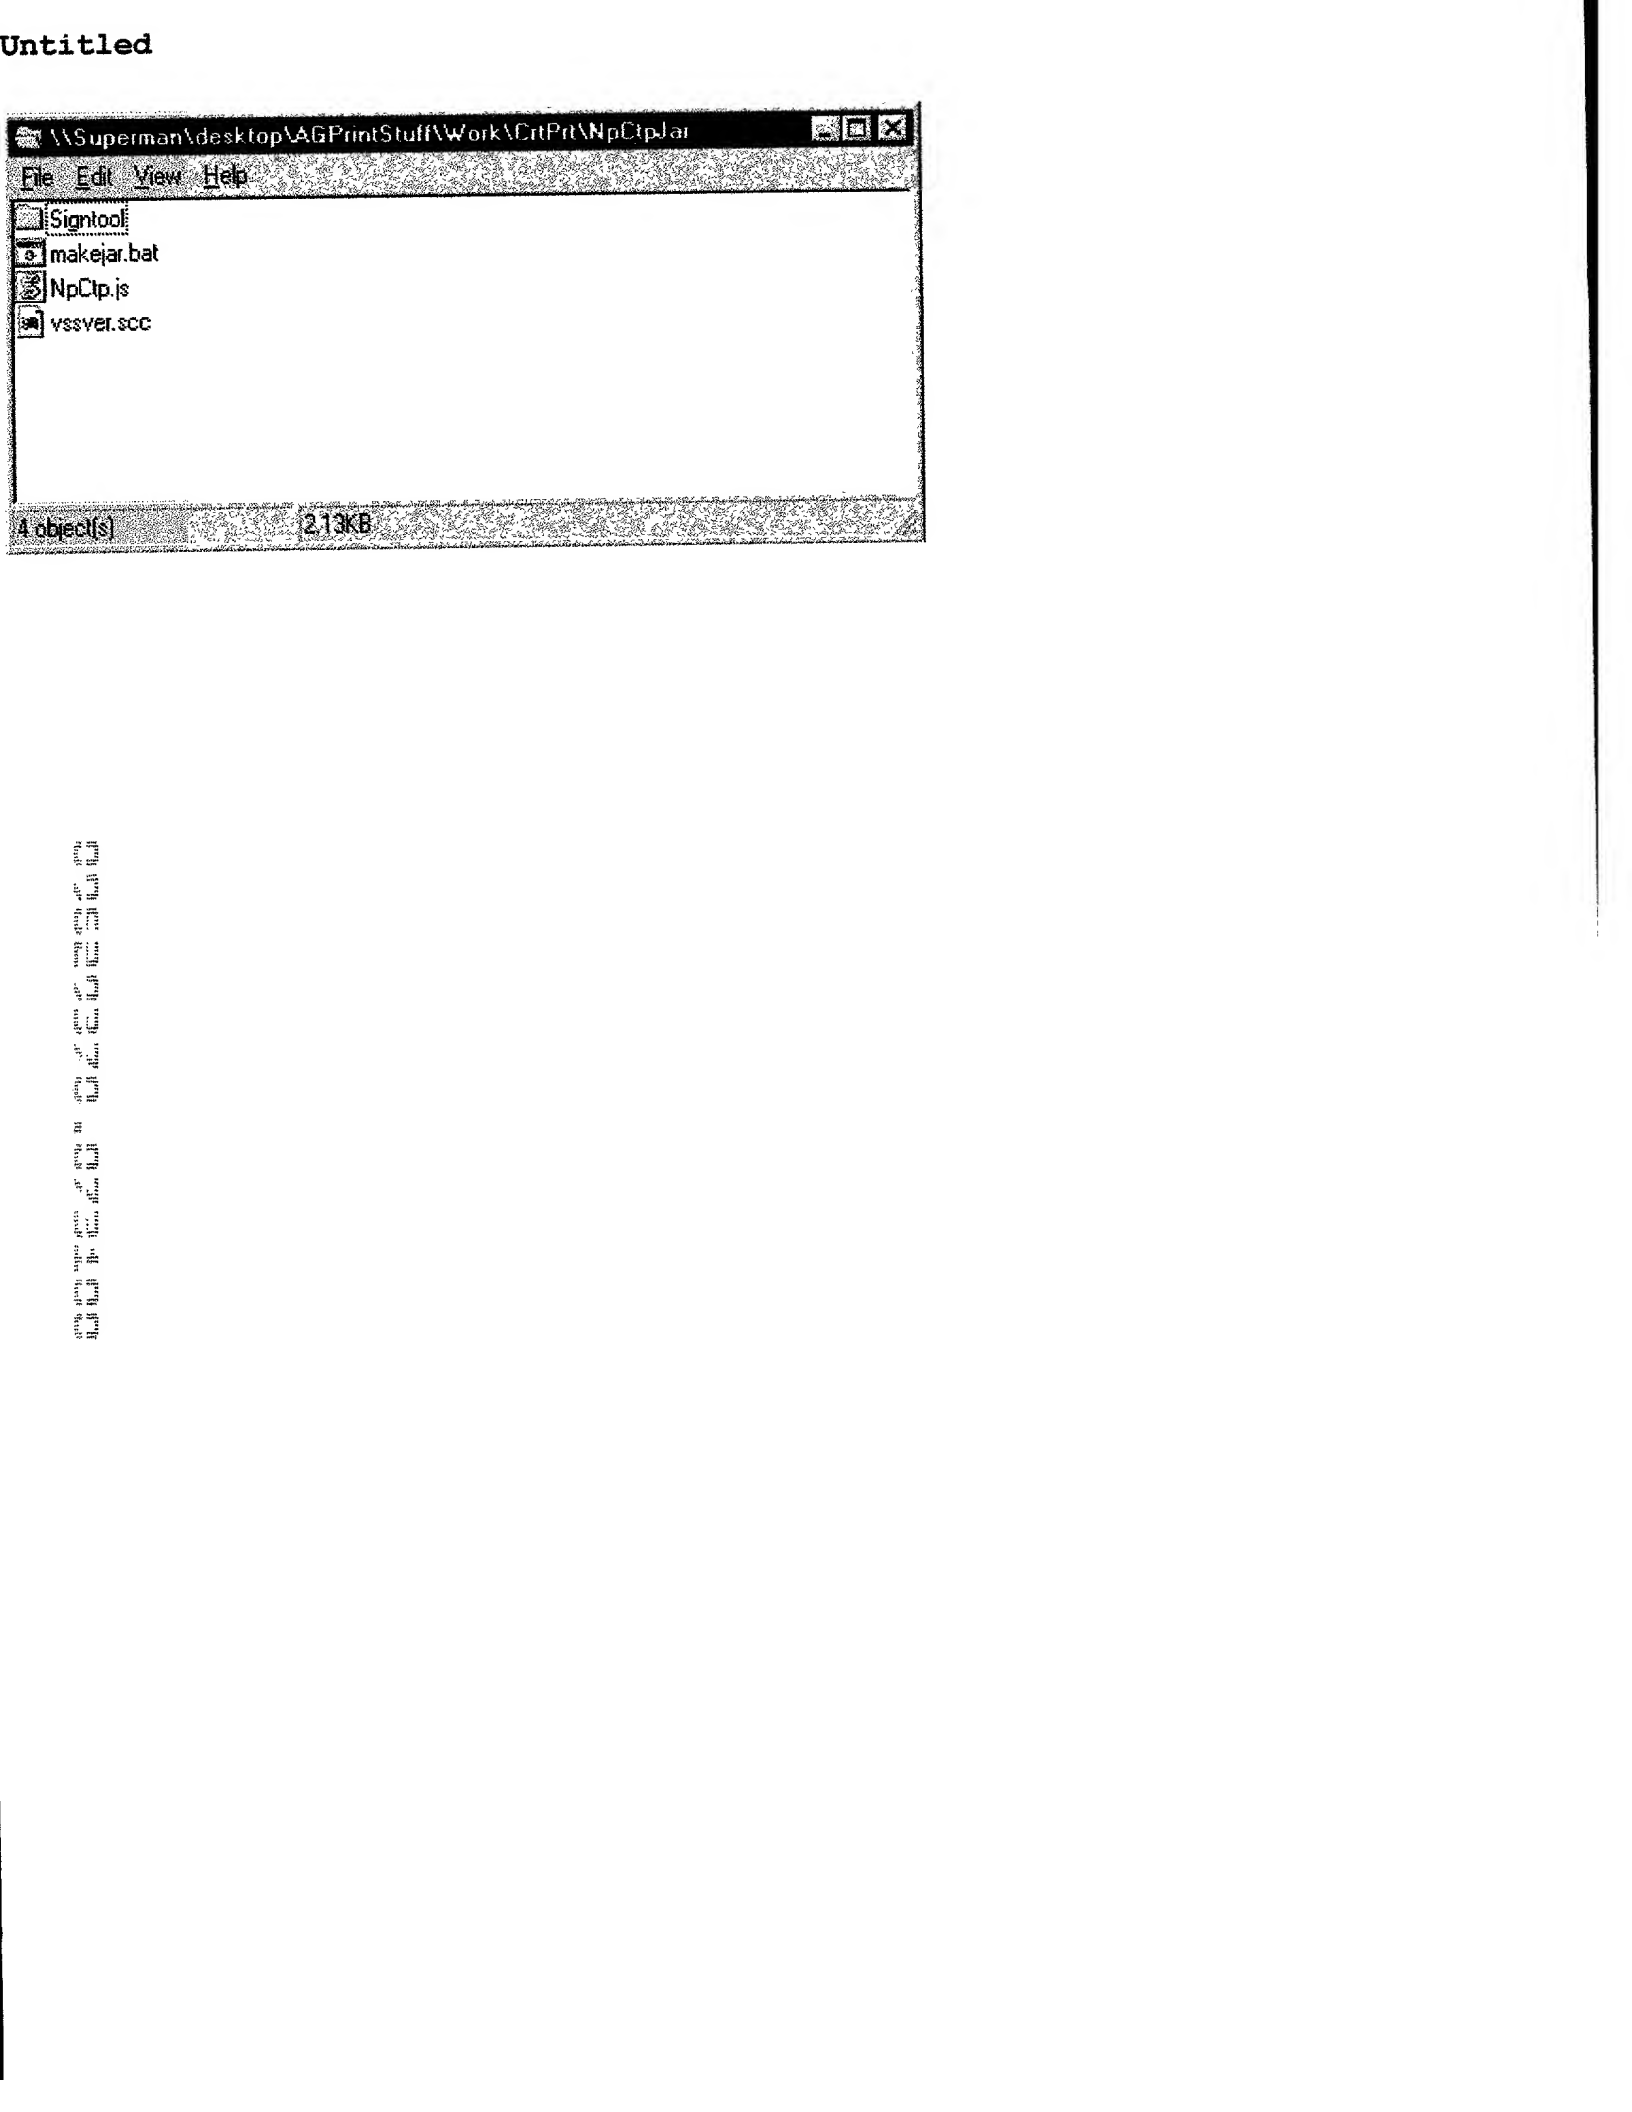 Untitled
\\Superman\desktop\AGPrintStuff\Work\CrtPrt\NpCtpJar
File Edit View Help
Signtool
makejar.bat
NpCtp.js
vssver.scc
4 object(s) 2.13KB